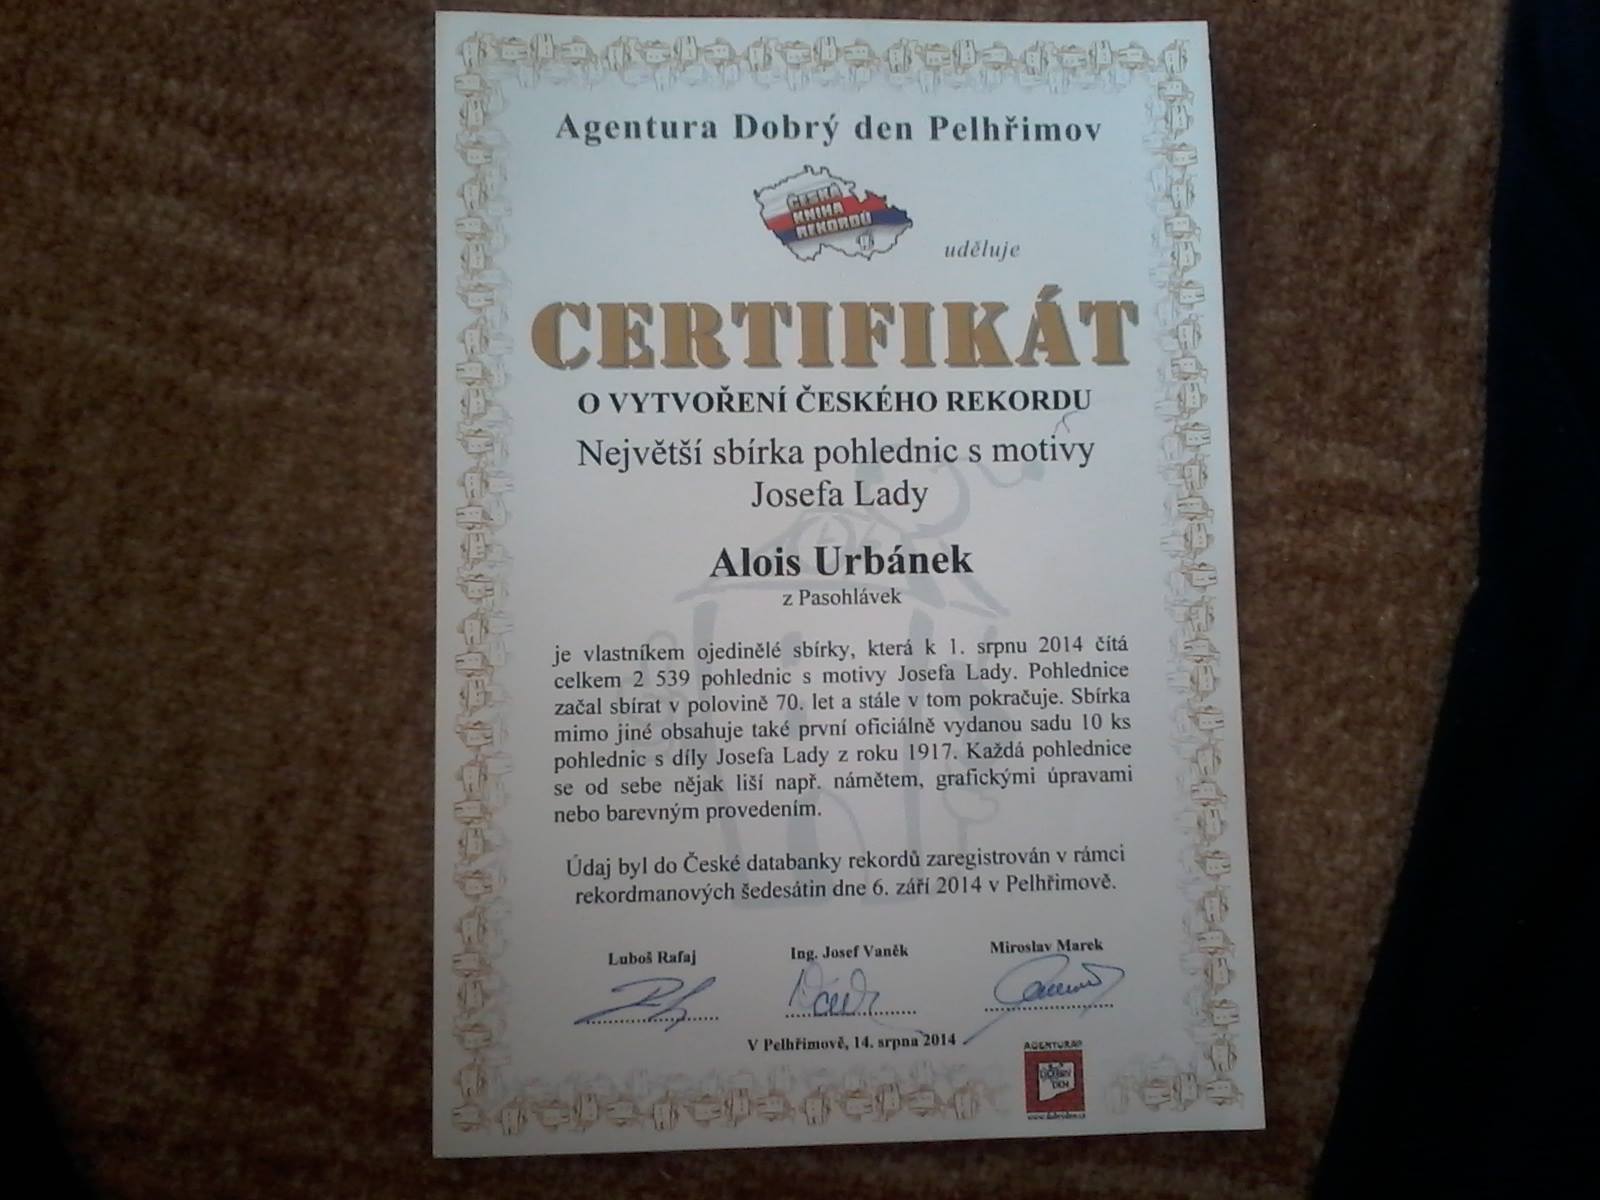 Agentura Dobrý den Pelhřimov
ČESKÁ
KNIHA
REKORDŮ
uděluje
CERTIFIKÁT
O VYTVOŘENÍ ČESKÉHO REKORDU
Největší sbírka pohlednic s motivy
Josefa Lady
Alois Urbánek
z Pasohlávek
je vlastníkem ojedinělé sbírky, která k 1. srpnu 2014 čítá
celkem 2 539 pohlednic s motivy Josefa Lady. Pohlednice
začal sbírat v polovině 70. let a stále v tom pokračuje. Sbírka
mimo jiné obsahuje také první oficiálně vydanou sadu 10 ks
pohlednic s díly Josefa Lady z roku 1917. Každá pohlednice
se od sebe nějak liší např. námětem, grafickými úpravami
nebo barevným provedením.
Údaj byl do České databanky rekordů zaregistrován v rámci
rekordmanových šedesátin dne 6. září 2014 v Pelhřimově.
Luboš Rafaj Ing. Josef Vaněk Miroslav Marek
V Pelhřimově, 14. srpna 2014
AGENTURA
DOBRÝ
DEN
www.dobryden.cz